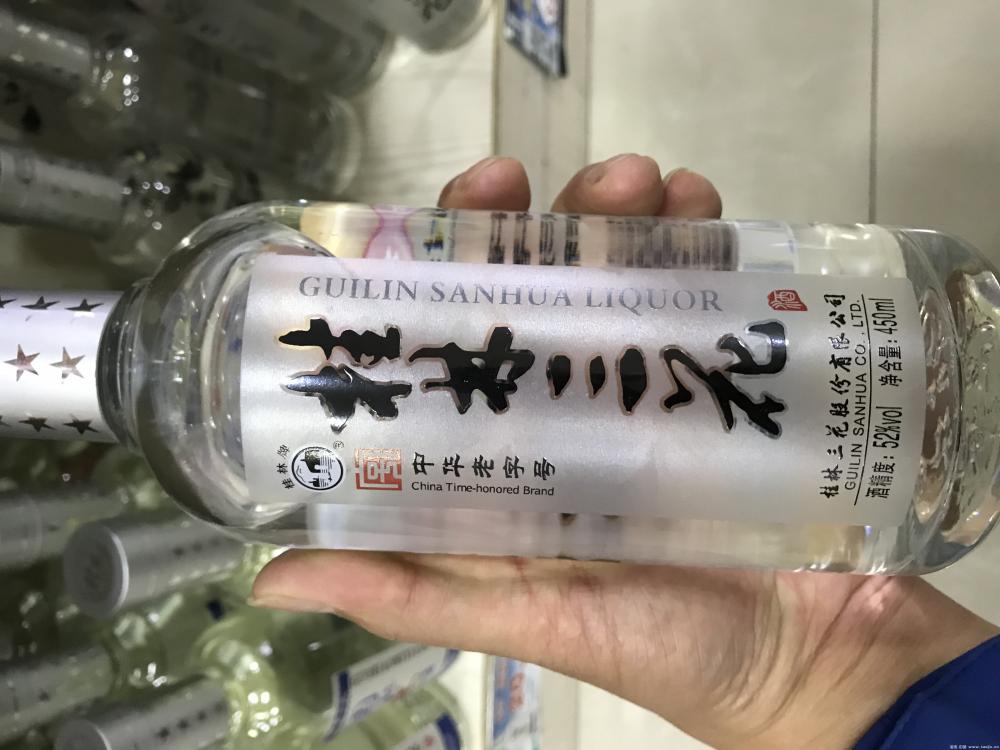 GUILIN SANHUA LIQUOR
酒
桂林三花
桂林
中华老字号
China Time-honored Brand
桂林三花股份有限公司
GUILIN SANHUA CO., LTD.
酒精度: 52%vol 净含量: 450ml